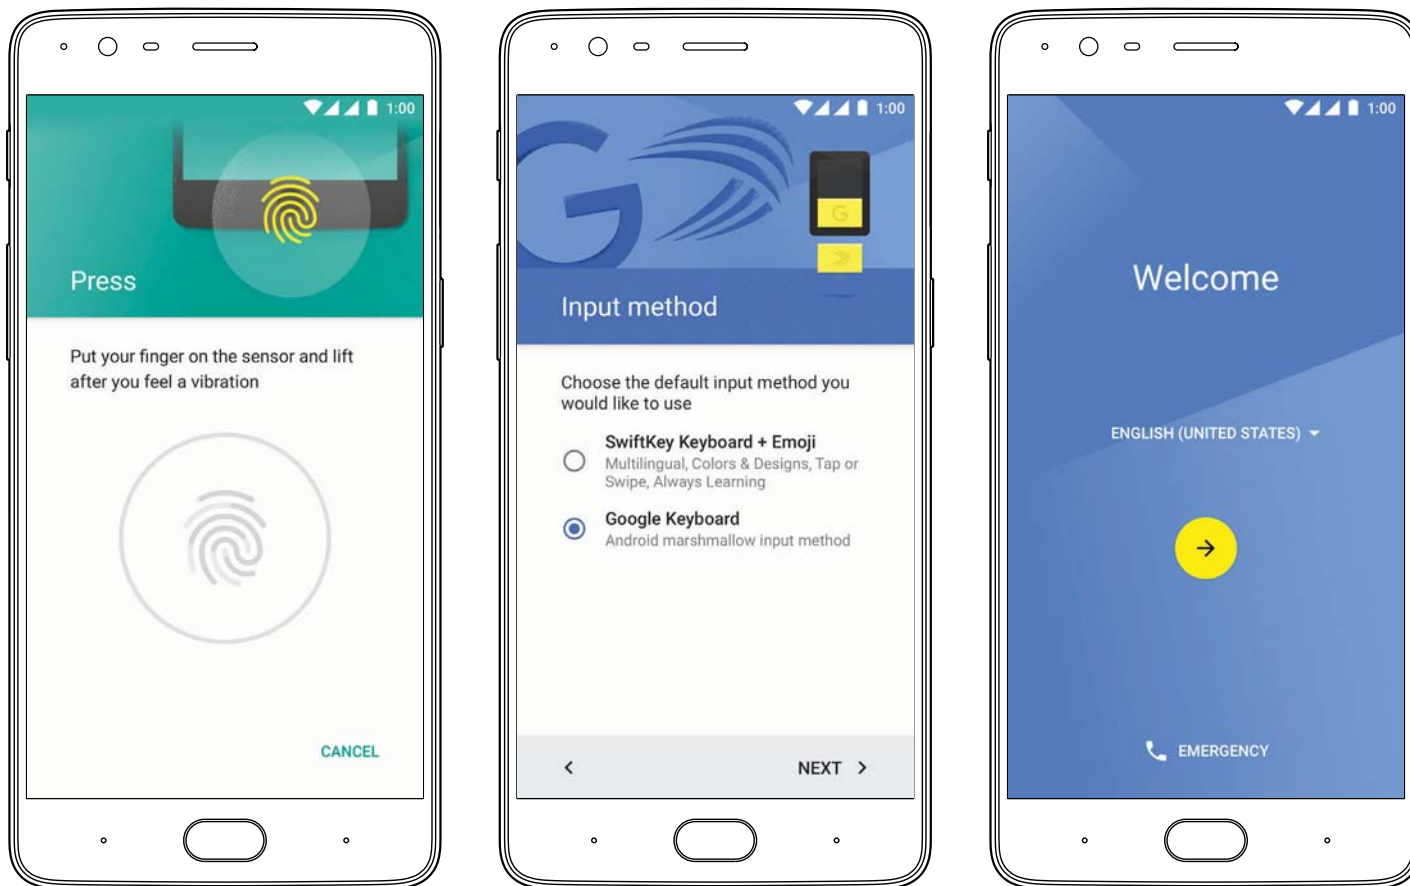 1:00
Press
Put your finger on the sensor and lift
after you feel a vibration
CANCEL
1:00
G
G
Input method
Choose the default input method you
would like to use
SwiftKey Keyboard + Emoji
Multilingual, Colors & Designs, Tap or
Swipe, Always Learning
Google Keyboard
Android marshmallow input method
NEXT
1:00
Welcome
ENGLISH (UNITED STATES)
EMERGENCY